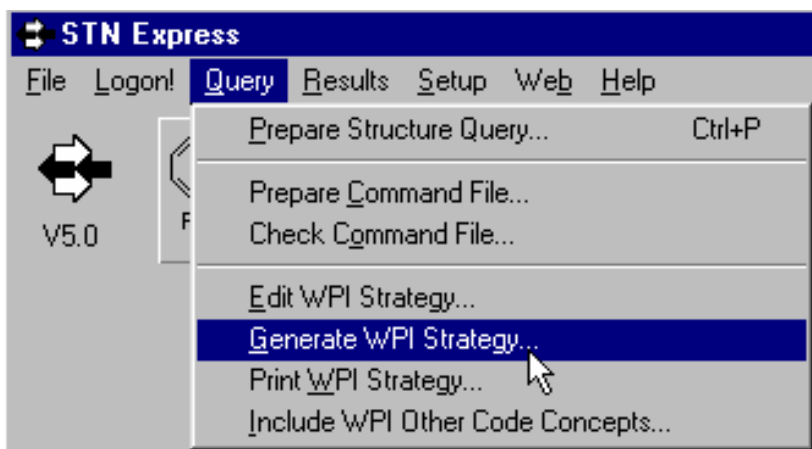 STN Express
File Logon! Query Results Setup Web Help
Prepare Structure Query... Ctrl+P
V5.0
Prepare Command File...
Check Command File...
Edit WPI Strategy...
Generate WPI Strategy...
Print WPI Strategy...
Include WPI Other Code Concepts...